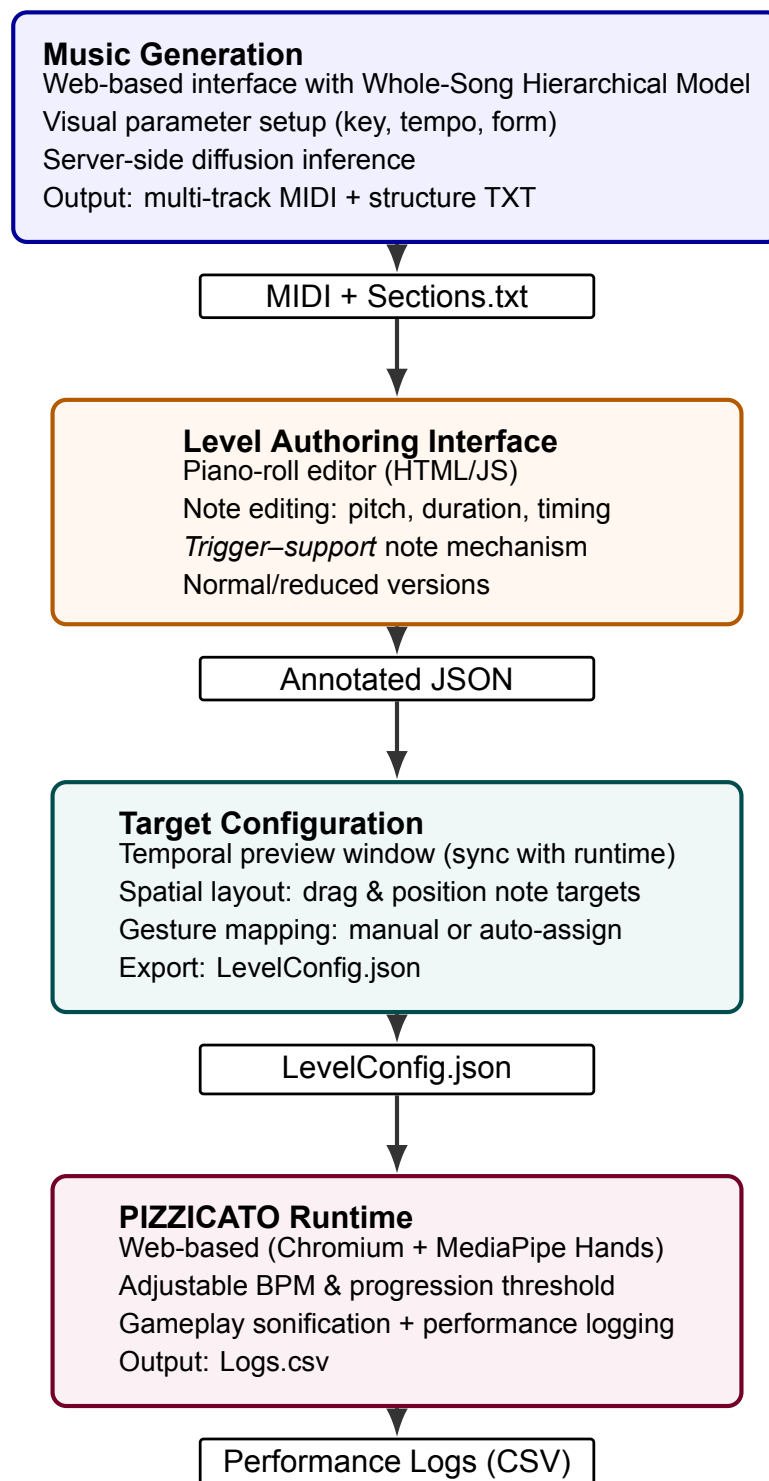 Music Generation
Web-based interface with Whole-Song Hierarchical Model
Visual parameter setup (key, tempo, form)
Server-side diffusion inference
Output: multi-track MIDI + structure TXT
MIDI + Sections.txt
Level Authoring Interface
Piano-roll editor (HTML/JS)
Note editing: pitch, duration, timing
Trigger–support note mechanism
Normal/reduced versions
Annotated JSON
Target Configuration
Temporal preview window (sync with runtime)
Spatial layout: drag & position note targets
Gesture mapping: manual or auto-assign
Export: LevelConfig.json
LevelConfig.json
PIZZICATO Runtime
Web-based (Chromium + MediaPipe Hands)
Adjustable BPM & progression threshold
Gameplay sonification + performance logging
Output: Logs.csv
Performance Logs (CSV)